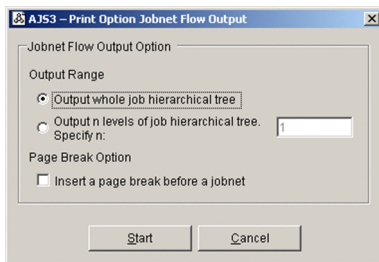 AJS3 – Print Option Jobnet Flow Output
Jobnet Flow Output Option
Output Range
Output whole job hierarchical tree
Output n levels of job hierarchical tree.
Specify n:
1
Page Break Option
Insert a page break before a jobnet
Start
Cancel